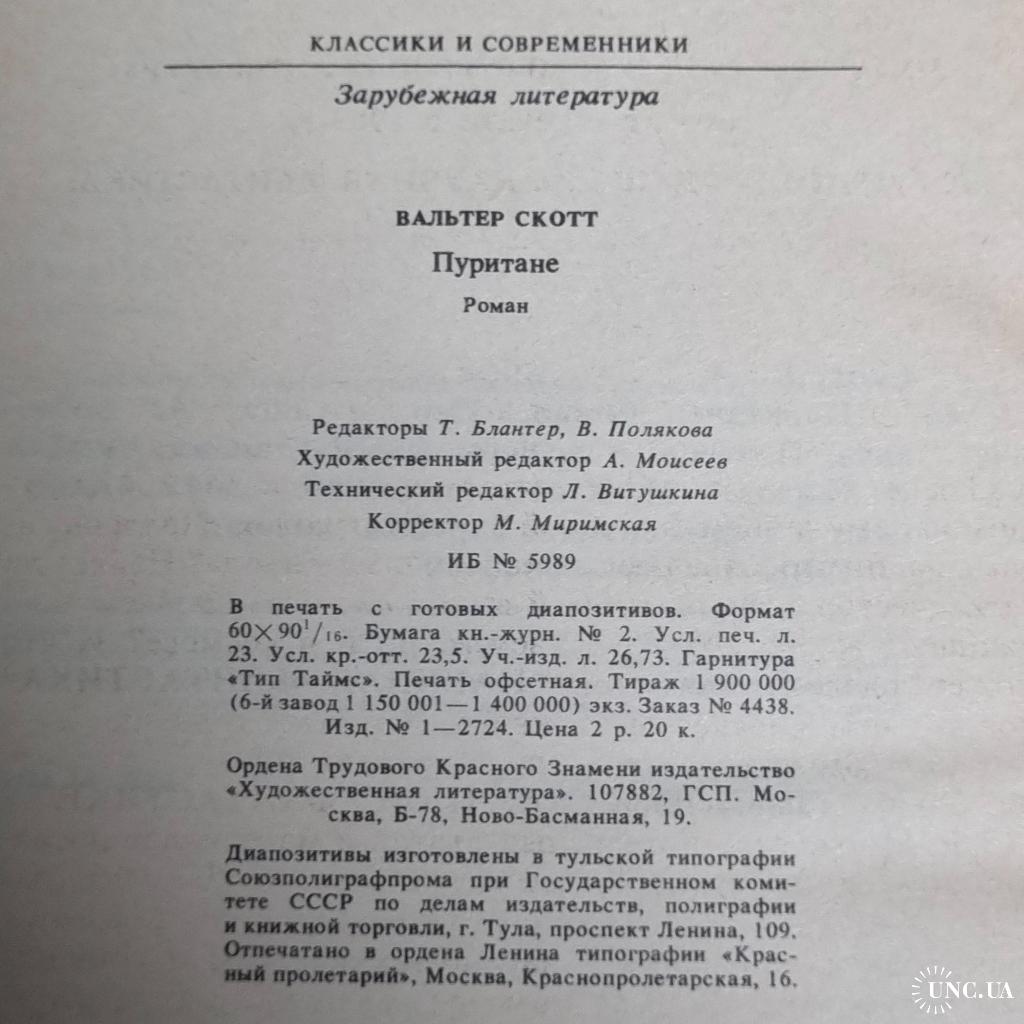 КЛАССИКИ И СОВРЕМЕННИКИ
Зарубежная литература
ВАЛЬТЕР СКОТТ
Пуритане
Роман
Редакторы Т. Блантер, В. Полякова
Художественный редактор А. Моисеев
Технический редактор Л. Витушкина
Корректор М. Миримская
ИБ № 5989
В печать с готовых диапозитивов. Формат
60×90¹/₁₆. Бумага кн.-журн. № 2. Усл. печ. л.
23. Усл. кр.-отт. 23,5. Уч.-изд. л. 26,73. Гарнитура
«Тип Таймс». Печать офсетная. Тираж 1 900 000
(6-й завод 1 150 001—1 400 000) экз. Заказ № 4438.
Изд. № 1—2724. Цена 2 р. 20 к.
Ордена Трудового Красного Знамени издательство
«Художественная литература». 107882, ГСП. Мо-
сква, Б-78, Ново-Басманная, 19.
Диапозитивы изготовлены в тульской типографии
Союзполиграфпрома при Государственном коми-
тете СССР по делам издательств, полиграфии
и книжной торговли, г. Тула, проспект Ленина, 109.
Отпечатано в ордена Ленина типографии «Крас-
ный пролетарий», Москва, Краснопролетарская, 16.
UNC.UA